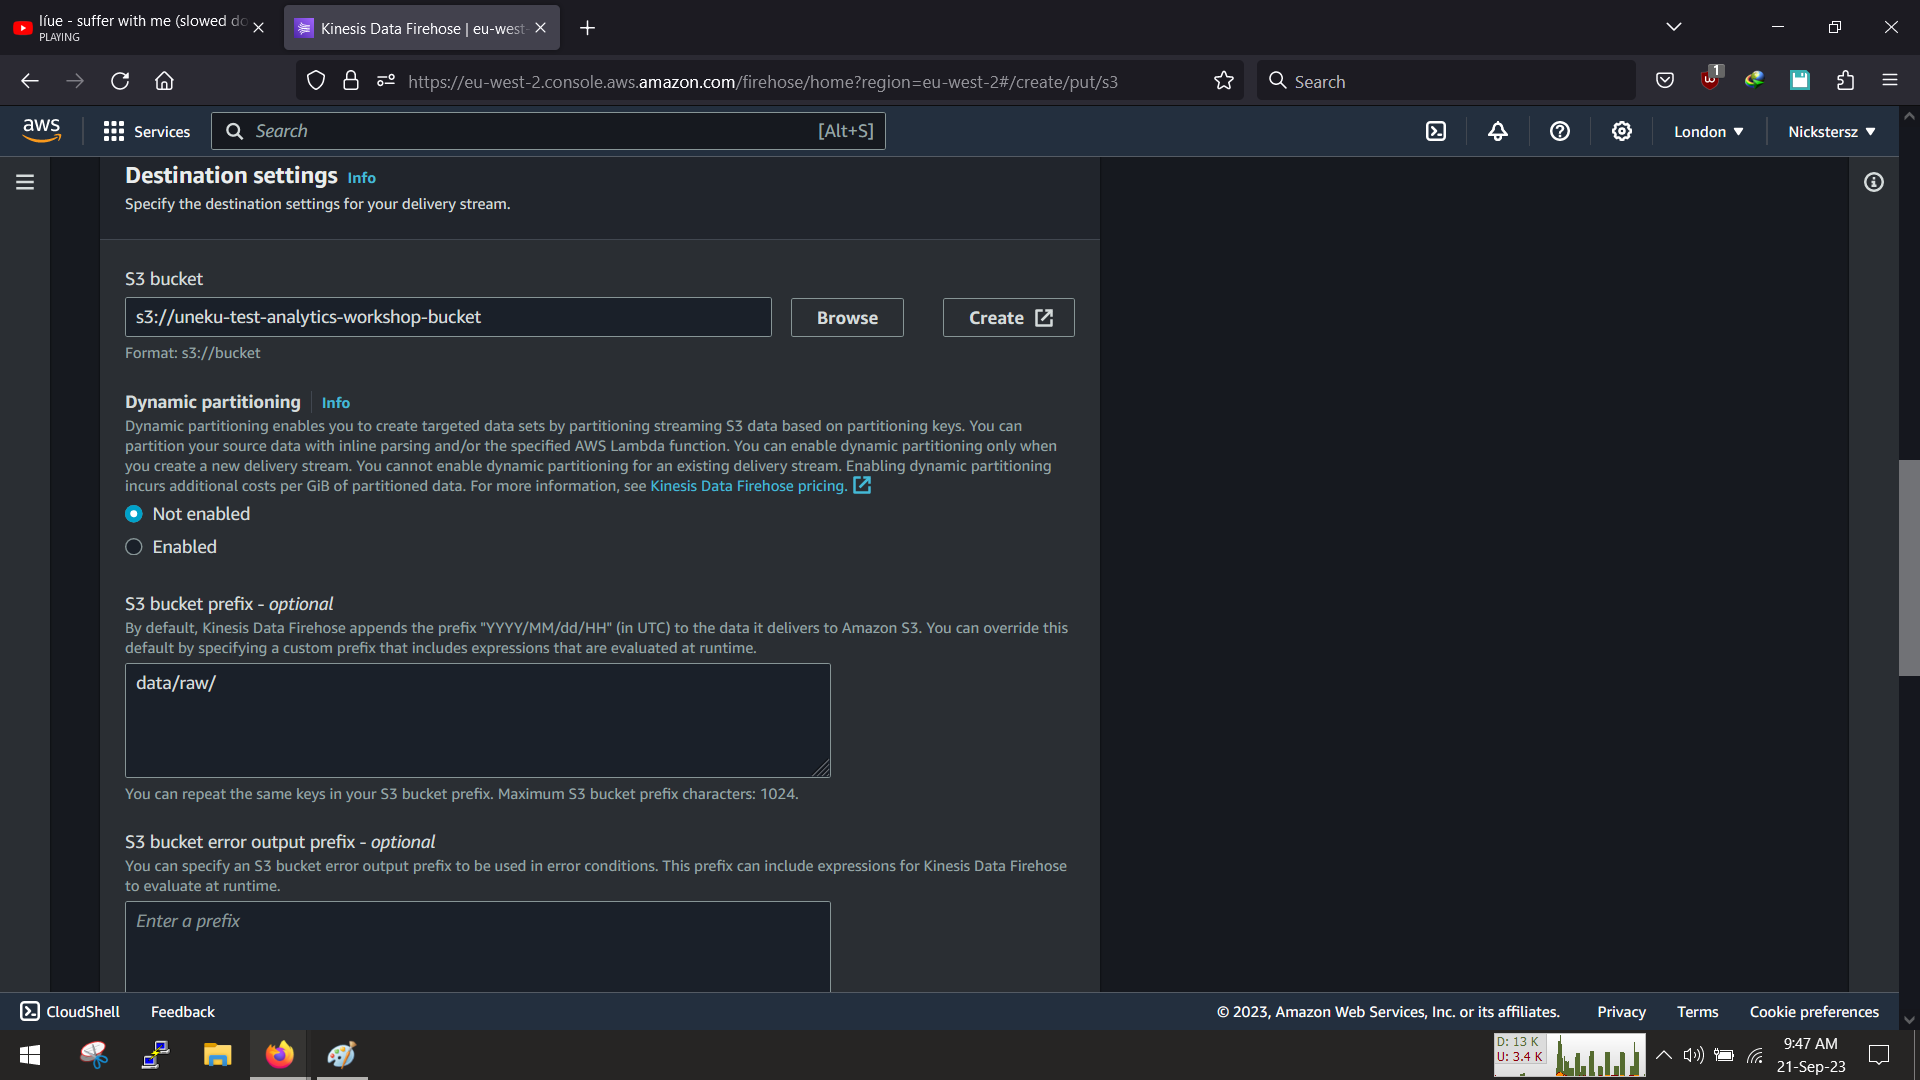 líue - suffer with me (slowed do
PLAYING
Kinesis Data Firehose | eu-west-
https://eu-west-2.console.aws.amazon.com/firehose/home?region=eu-west-2#/create/put/s3
Search
1
aws
Services
Search
[Alt+S]
London
Nickstersz
Destination settings Info
Specify the destination settings for your delivery stream.
S3 bucket
s3://uneku-test-analytics-workshop-bucket
Browse
Create
Format: s3://bucket
Dynamic partitioning Info
Dynamic partitioning enables you to create targeted data sets by partitioning streaming S3 data based on partitioning keys. You can
partition your source data with inline parsing and/or the specified AWS Lambda function. You can enable dynamic partitioning only when
you create a new delivery stream. You cannot enable dynamic partitioning for an existing delivery stream. Enabling dynamic partitioning
incurs additional costs per GiB of partitioned data. For more information, see Kinesis Data Firehose pricing.
Not enabled
Enabled
S3 bucket prefix - optional
By default, Kinesis Data Firehose appends the prefix "YYYY/MM/dd/HH" (in UTC) to the data it delivers to Amazon S3. You can override this
default by specifying a custom prefix that includes expressions that are evaluated at runtime.
data/raw/
You can repeat the same keys in your S3 bucket prefix. Maximum S3 bucket prefix characters: 1024.
S3 bucket error output prefix - optional
You can specify an S3 bucket error output prefix to be used in error conditions. This prefix can include expressions for Kinesis Data Firehose
to evaluate at runtime.
Enter a prefix
CloudShell
Feedback
© 2023, Amazon Web Services, Inc. or its affiliates.
Privacy
Terms
Cookie preferences
D: 13 K
U: 3.4 K
9:47 AM
21-Sep-23